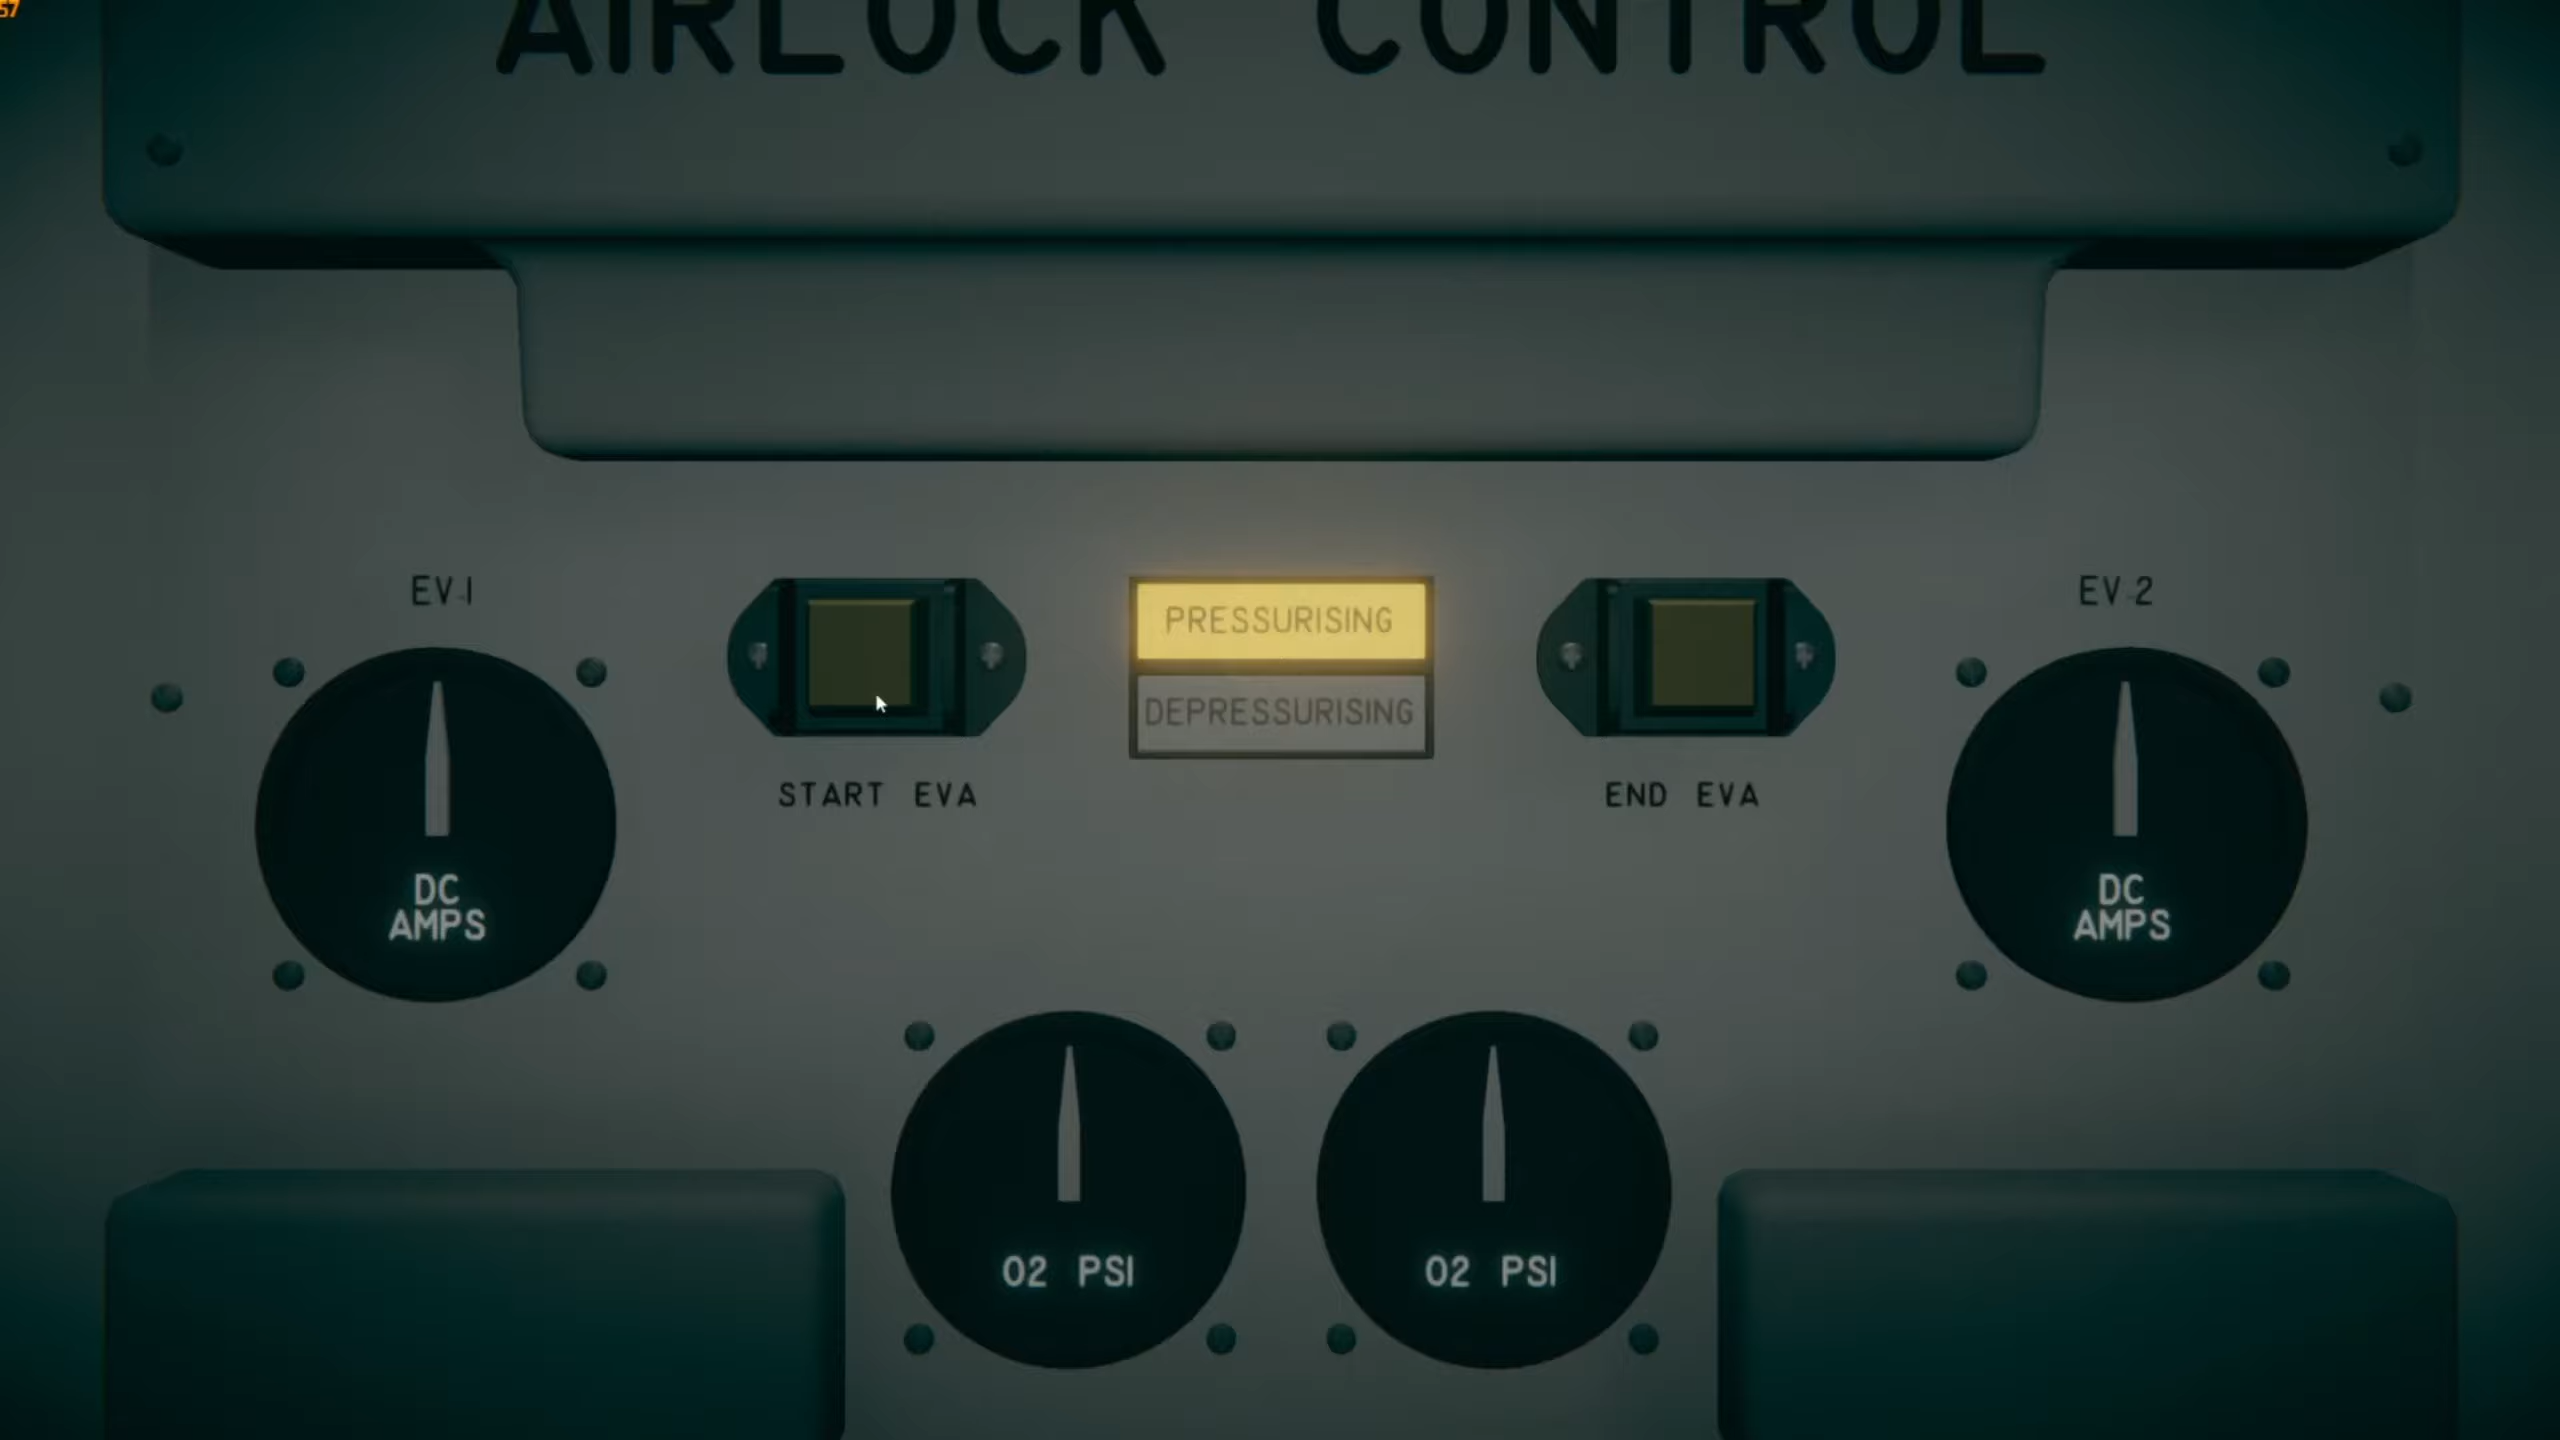 57
AIRLOCK CONTROL
EV-1
EV-2
PRESSURISING
DEPRESSURISING
START EVA
END EVA
DC
AMPS
DC
AMPS
O2 PSI
O2 PSI